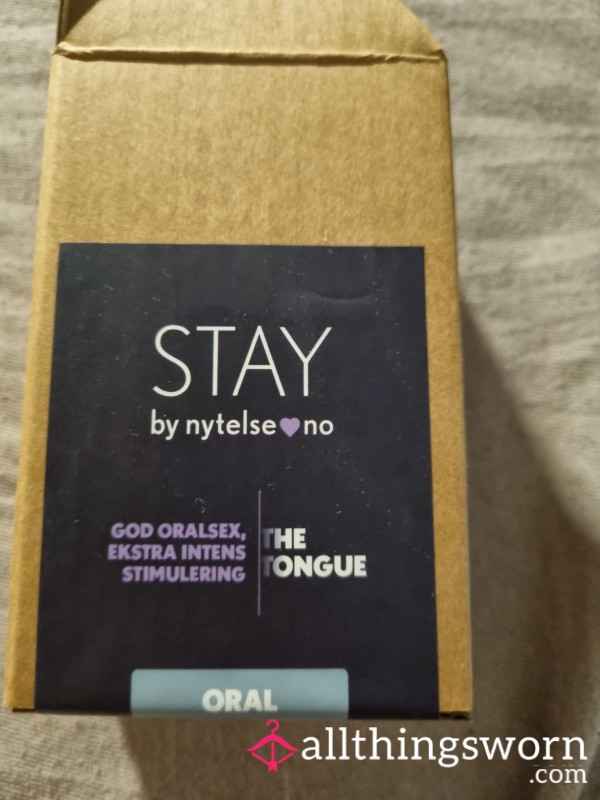 STAY
by nytelse♥no
GOD ORALSEX,
EKSTRA INTENS
STIMULERING
THE
TONGUE
ORAL
allthingsworn
.com